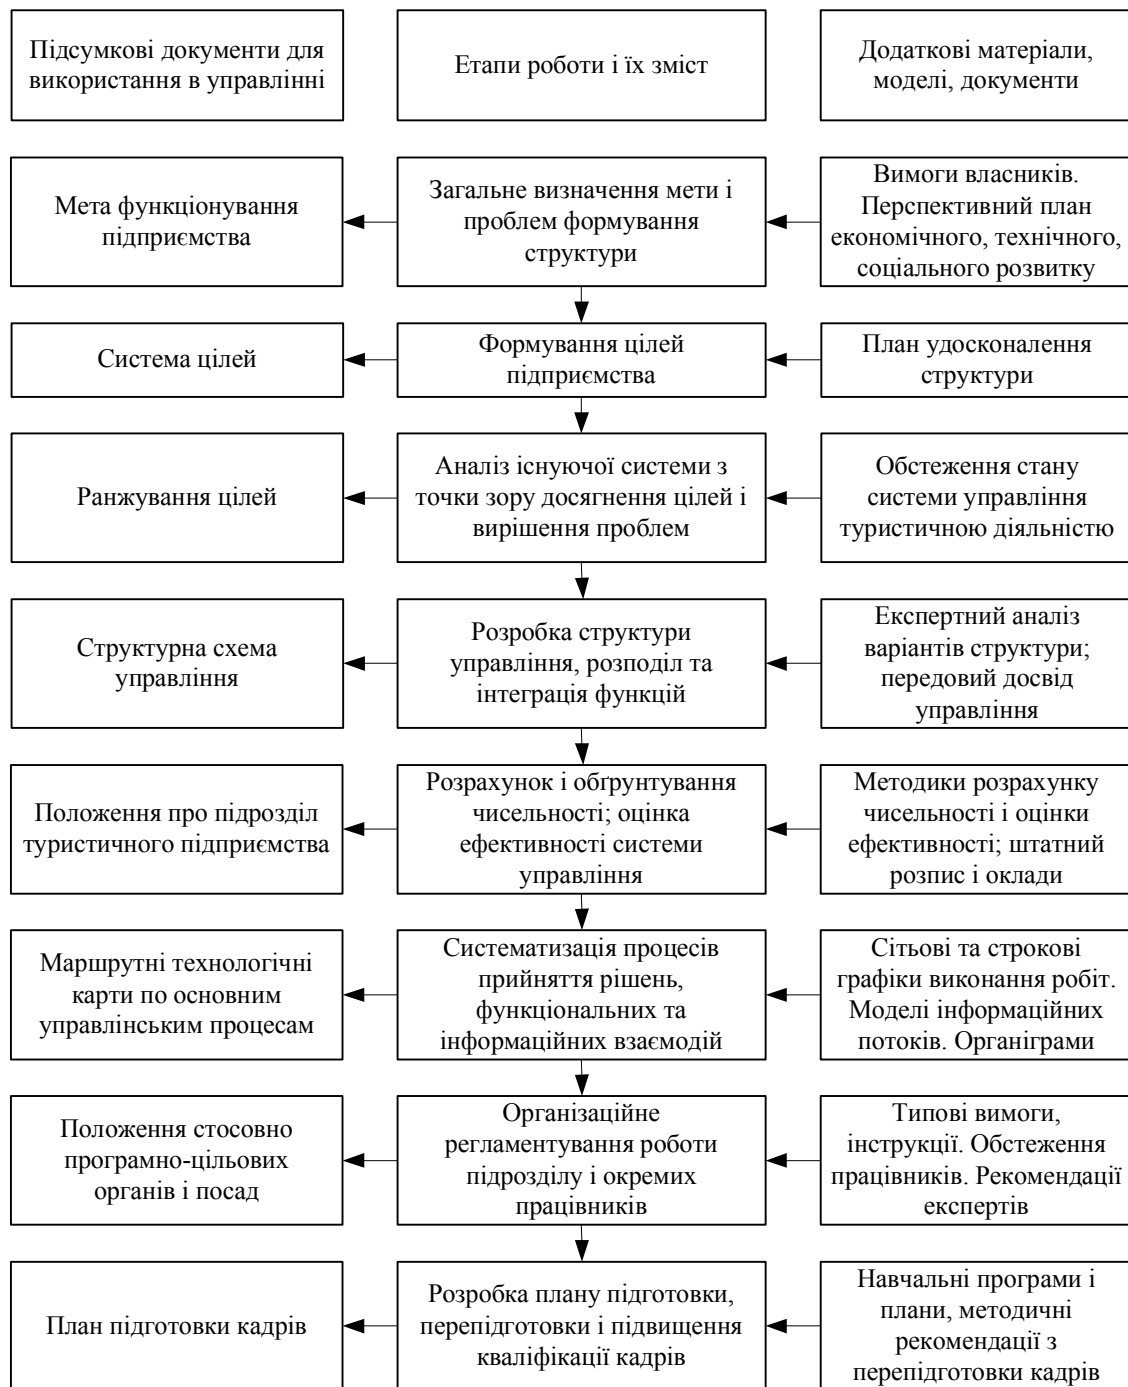 Підсумкові документи для
використання в управлінні
Етапи роботи і їх зміст
Додаткові матеріали,
моделі, документи
Мета функціонування
підприємства
Загальне визначення мети і
проблем формування
структури
Вимоги власників.
Перспективний план
економічного, технічного,
соціального розвитку
Система цілей
Формування цілей
підприємства
План удосконалення
структури
Ранжування цілей
Аналіз існуючої системи з
точки зору досягнення цілей і
вирішення проблем
Обстеження стану
системи управління
туристичною діяльністю
Структурна схема
управління
Розробка структури
управління, розподіл та
інтеграція функцій
Експертний аналіз
варіантів структури;
передовий досвід
управління
Положення про підрозділ
туристичного підприємства
Розрахунок і обґрунтування
чисельності; оцінка
ефективності системи
управління
Методики розрахунку
чисельності і оцінки
ефективності; штатний
розпис і оклади
Маршрутні технологічні
карти по основним
управлінським процесам
Систематизація процесів
прийняття рішень,
функціональних та
інформаційних взаємодій
Сітьові та строкові
графіки виконання робіт.
Моделі інформаційних
потоків. Органіграми
Положення стосовно
програмно-цільових
органів і посад
Організаційне
регламентування роботи
підрозділу і окремих
працівників
Типові вимоги,
інструкції. Обстеження
працівників. Рекомендації
експертів
План підготовки кадрів
Розробка плану підготовки,
перепідготовки і підвищення
кваліфікації кадрів
Навчальні програми і
плани, методичні
рекомендації з
перепідготовки кадрів